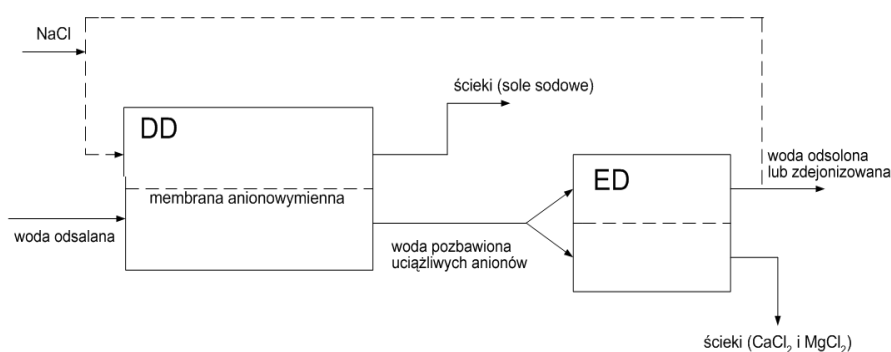 NaCl
ścieki (sole sodowe)
DD
membrana anionowymienna
woda odsalana
woda pozbawiona
uciążliwych anionów
ED
woda odsolona
lub zdejonizowana
ścieki (CaCl₂ i MgCl₂)